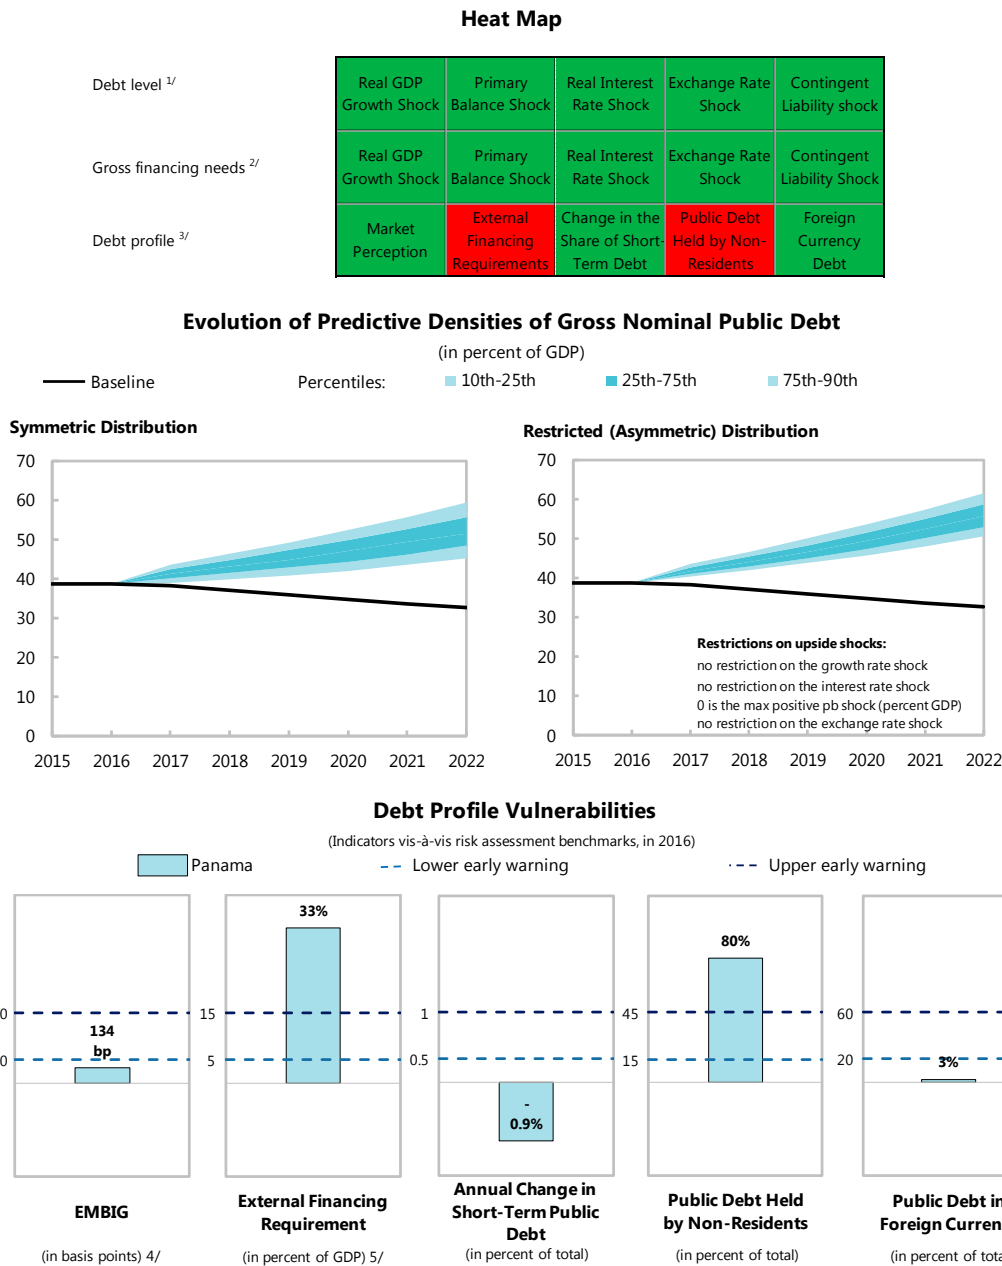 Heat Map
Debt level 1/
Real GDP
Growth Shock
Primary
Balance Shock
Real Interest
Rate Shock
Exchange Rate
Shock
Contingent
Liability shock
Gross financing needs 2/
Real GDP
Growth Shock
Primary
Balance Shock
Real Interest
Rate Shock
Exchange Rate
Shock
Contingent
Liability Shock
Debt profile 3/
Market
Perception
External
Financing
Requirements
Change in the
Share of Short-
Term Debt
Public Debt
Held by Non-
Residents
Foreign
Currency
Debt
Evolution of Predictive Densities of Gross Nominal Public Debt
(in percent of GDP)
Baseline
Percentiles:
10th-25th
25th-75th
75th-90th
Symmetric Distribution
70
60
50
40
30
20
10
0
2015 2016 2017 2018 2019 2020 2021 2022
Restricted (Asymmetric) Distribution
70
60
50
40
30
20
10
0
Restrictions on upside shocks:
no restriction on the growth rate shock
no restriction on the interest rate shock
0 is the max positive pb shock (percent GDP)
no restriction on the exchange rate shock
2015 2016 2017 2018 2019 2020 2021 2022
Debt Profile Vulnerabilities
(Indicators vis-à-vis risk assessment benchmarks, in 2016)
Panama
Lower early warning
Upper early warning
0
0
134
bp
EMBIG
(in basis points) 4/
33%
15
5
External Financing
Requirement
(in percent of GDP) 5/
1
0.5
-
0.9%
Annual Change in
Short-Term Public
Debt
(in percent of total)
80%
45
15
Public Debt Held
by Non-Residents
(in percent of total)
60
20
3%
Public Debt in
Foreign Curren
(in percent of tota